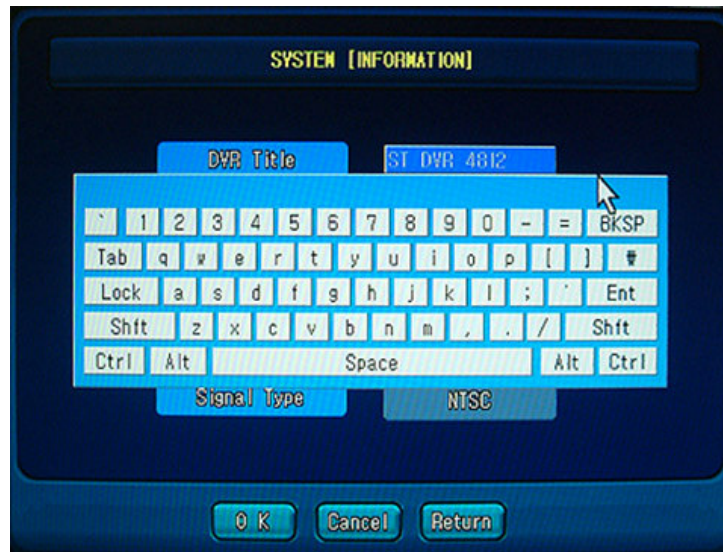 SYSTEM [INFORMATION]
DVR Title ST DVR 4812
` 1 2 3 4 5 6 7 8 9 0 - = BKSP
Tab q w e r t y u i o p [ ] ₩
Lock a s d f g h j k l ; ' Ent
Shft z x c v b n m , . / Shft
Ctrl Alt Space Alt Ctrl
Signal Type NTSC
O K Cancel Return